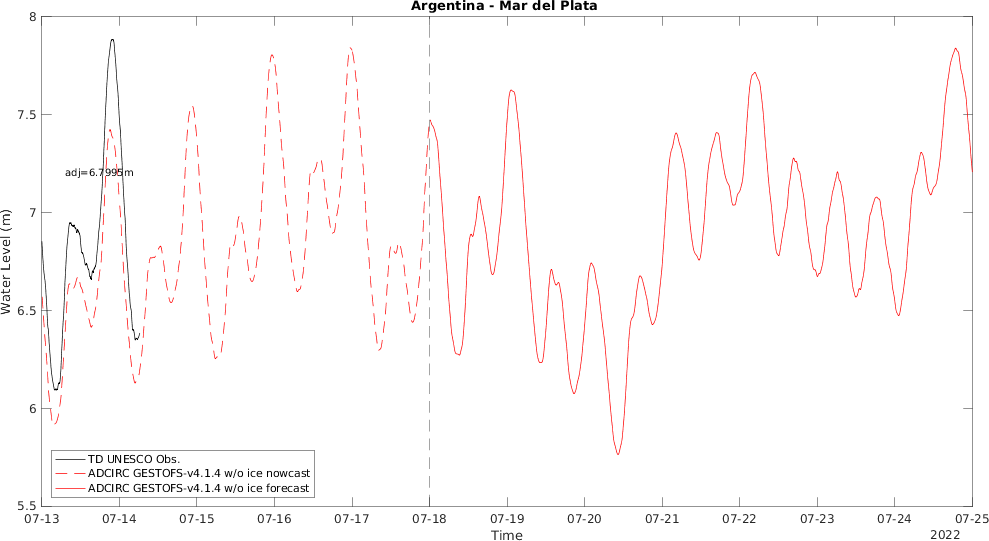 Argentina - Mar del Plata
8
7.5
7
6.5
6
5.5
Water Level (m)
adj=6.7995m
TD UNESCO Obs.
ADCIRC GESTOFS-v4.1.4 w/o ice nowcast
ADCIRC GESTOFS-v4.1.4 w/o ice forecast
07-13 07-14 07-15 07-16 07-17 07-18 07-19 07-20 07-21 07-22 07-23 07-24 07-25
Time
2022